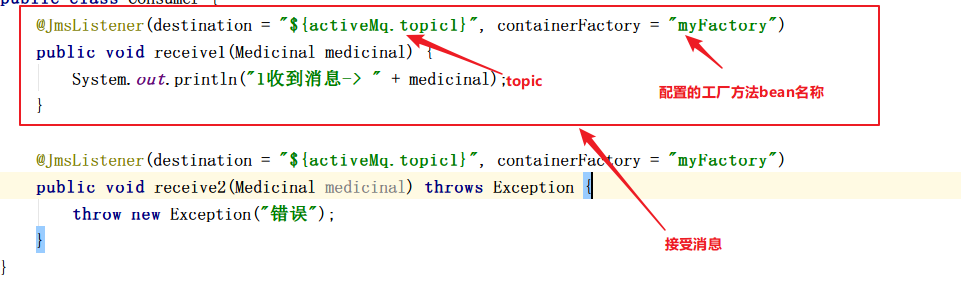 public class Consumer {
@JmsListener(destination = "${activeMq.topic1}", containerFactory = "myFactory")
public void receive1(Medicinal medicinal) {
System.out.println("1收到消息-> " + medicinal);
topic
配置的工厂方法bean名称
}
@JmsListener(destination = "${activeMq.topic1}", containerFactory = "myFactory")
public void receive2(Medicinal medicinal) throws Exception {
throw new Exception("错误");
接受消息
}
}